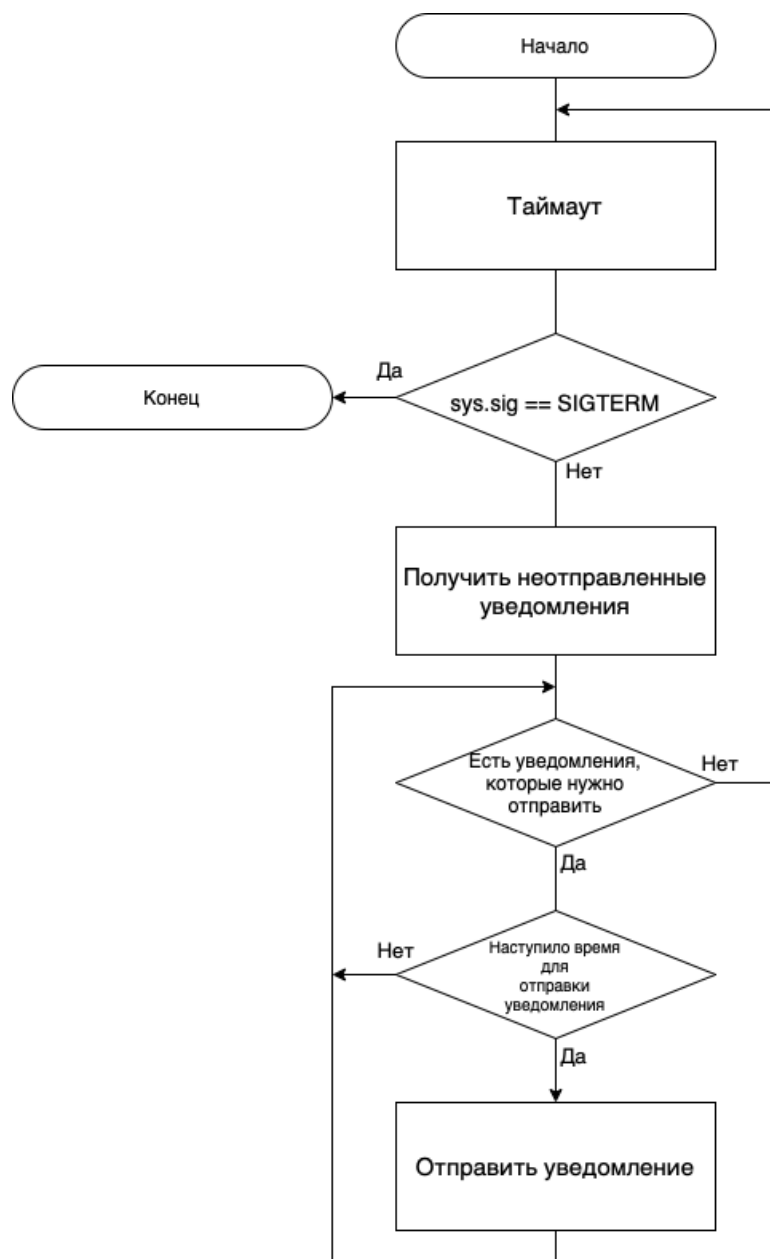 Начало
Таймаут
Да
Конец
sys.sig == SIGTERM
Нет
Получить неотправленные
уведомления
Есть уведомления,
которые нужно
отправить
Нет
Да
Нет
Наступило время
для
отправки
уведомления
Да
Отправить уведомление